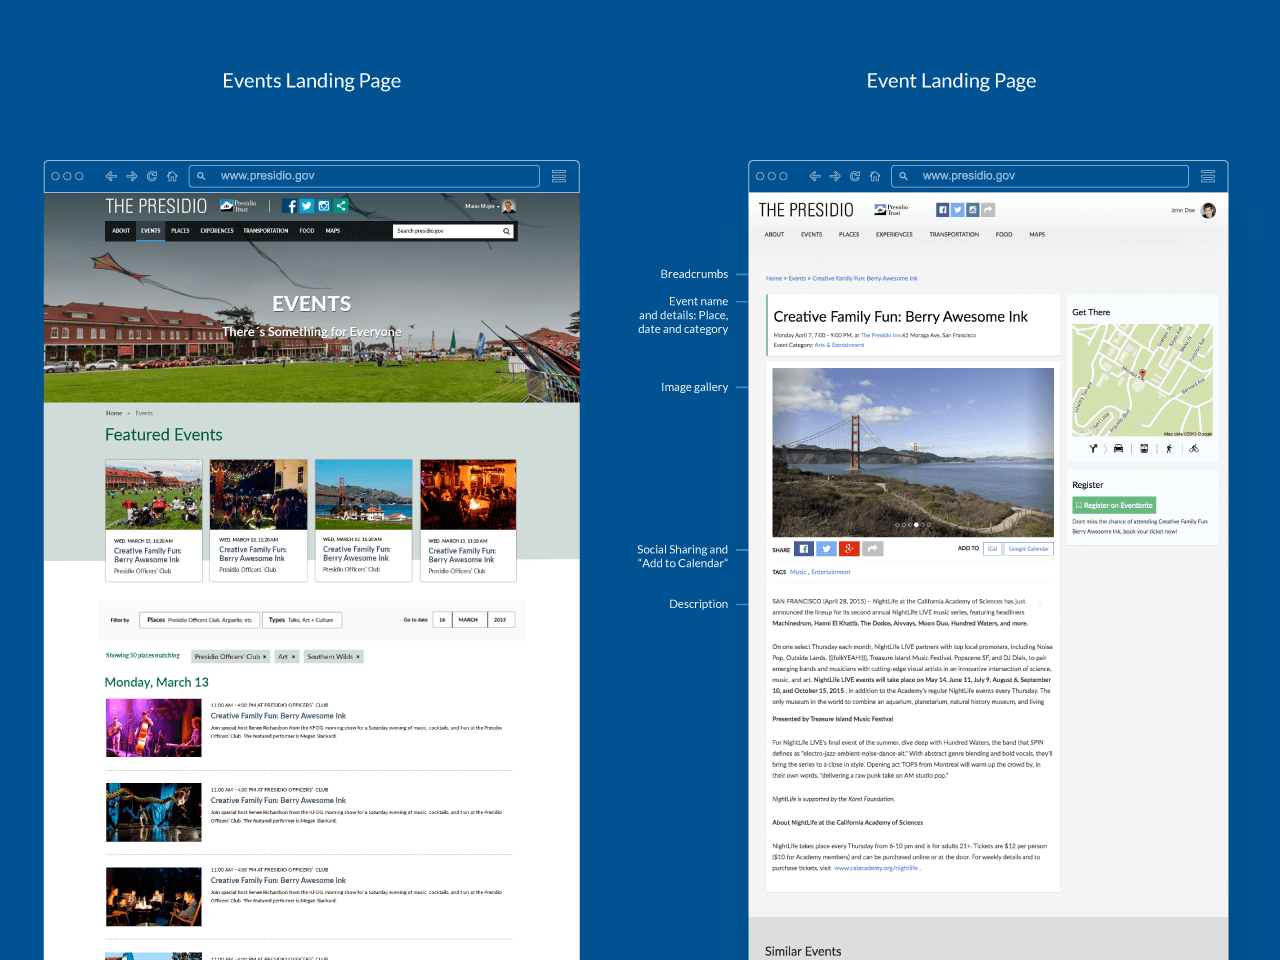 Events Landing Page
Event Landing Page
www.presidio.gov
THE PRESIDIO
Presidio
Trust
Mario Mojo
ABOUT
EVENTS
PLACES
EXPERIENCES
TRANSPORTATION
FOOD
MAPS
Search presidio.gov
EVENTS
There´s Something for Everyone
Home > Events
Featured Events
WED, MARCH 13, 11:20 AM
Creative Family Fun:
Berry Awesome Ink
Presidio Officers' Club
WED, MARCH 13, 11:20 AM
Creative Family Fun:
Berry Awesome Ink
Presidio Officers' Club
WED, MARCH 13, 11:20 AM
Creative Family Fun:
Berry Awesome Ink
Presidio Officers' Club
WED, MARCH 13, 11:20 AM
Creative Family Fun:
Berry Awesome Ink
Presidio Officers' Club
Filter by
Places Presidio Officers Club, Arguello, etc
Types Talks, Art + Culture
Go to date
16
MARCH
2015
Showing 50 places matching
Presidio Officers' Club ×
Art ×
Southern Wilds ×
Monday, March 13
11:00 AM - 4:00 PM AT PRESIDIO OFFICERS' CLUB
Creative Family Fun: Berry Awesome Ink
Join special host Renee Richardson from the KFOG morning show for a Saturday evening of music, cocktails, and fun at the Presidio
Officers' Club. The featured performer is Megan Slankard.
11:00 AM - 4:00 PM AT PRESIDIO OFFICERS' CLUB
Creative Family Fun: Berry Awesome Ink
Join special host Renee Richardson from the KFOG morning show for a Saturday evening of music, cocktails, and fun at the Presidio
Officers' Club. The featured performer is Megan Slankard.
11:00 AM - 4:00 PM AT PRESIDIO OFFICERS' CLUB
Creative Family Fun: Berry Awesome Ink
Join special host Renee Richardson from the KFOG morning show for a Saturday evening of music, cocktails, and fun at the Presidio
Officers' Club. The featured performer is Megan Slankard.
11:00 AM - 4:00 PM AT PRESIDIO OFFICERS' CLUB
Breadcrumbs
Event name
and details: Place,
date and category
Image gallery
Social Sharing and
“Add to Calendar”
Description
www.presidio.gov
THE PRESIDIO
Presidio
Trust
John Doe
ABOUT
EVENTS
PLACES
EXPERIENCES
TRANSPORTATION
FOOD
MAPS
Home > Events > Creative Family Fun: Berry Awesome Ink
Creative Family Fun: Berry Awesome Ink
Monday April 7, 7:00 - 9:00 PM, at The Presidio Inn.42 Moraga Ave, San Francisco
Event Category: Arts & Etertainment
SHARE
ADD TO
iCal
Google Calendar
TAGS Music , Entertainment
SAN FRANCISCO (April 28, 2015) – NightLife at the California Academy of Sciences has just
announced the lineup for its second annual NightLife LIVE music series, featuring headliners
Machinedrum, Hanni El Khatib, The Dodos, Alvvays, Moon Duo, Hundred Waters, and more.
On one select Thursday each month, NightLife LIVE partners with top local promoters, including Noise
Pop, Outside Lands, }}}folkYEAH!}}, Treasure Island Music Festival, Popscene SF, and DJ Dials, to pair
emerging bands and musicians with cutting-edge visual artists in an innovative intersection of science,
music, and art. NightLife LIVE events will take place on May 14, June 11, July 9, August 6, September
10, and October 15, 2015 , in addition to the Academy's regular NightLife events every Thursday. The
only museum in the world to combine an aquarium, planetarium, natural history museum, and living
Presented by Treasure Island Music Festival
For NightLife LIVE's final event of the summer, dive deep with Hundred Waters, the band that SPIN
defines as “electro-jazz-ambient-noise-dance-alt.” With abstract genre blending and bold vocals, they'll
bring the series to a close in style. Opening act TOPS from Montreal will warm up the crowd by, in
their own words, “delivering a raw punk take on AM studio pop.”
NightLife is supported by the Koret Foundation.
About NightLife at the California Academy of Sciences
NightLife takes place every Thursday from 6-10 pm and is for adults 21+. Tickets are $12 per person
($10 for Academy members) and can be purchased online or at the door. For weekly details and to
purchase tickets, visit www.calacademy.org/nightlife .
Get There
Moraga Ave
Infantry Terrace
Arguello Blvd
Bernard Ave
Mesa St
Map data ©2015 Google
Register
Register on Eventbrite
Dont miss the chance of attending Creative Family Fun:
Berry Awesome Ink, book your ticket now!
Similar Events